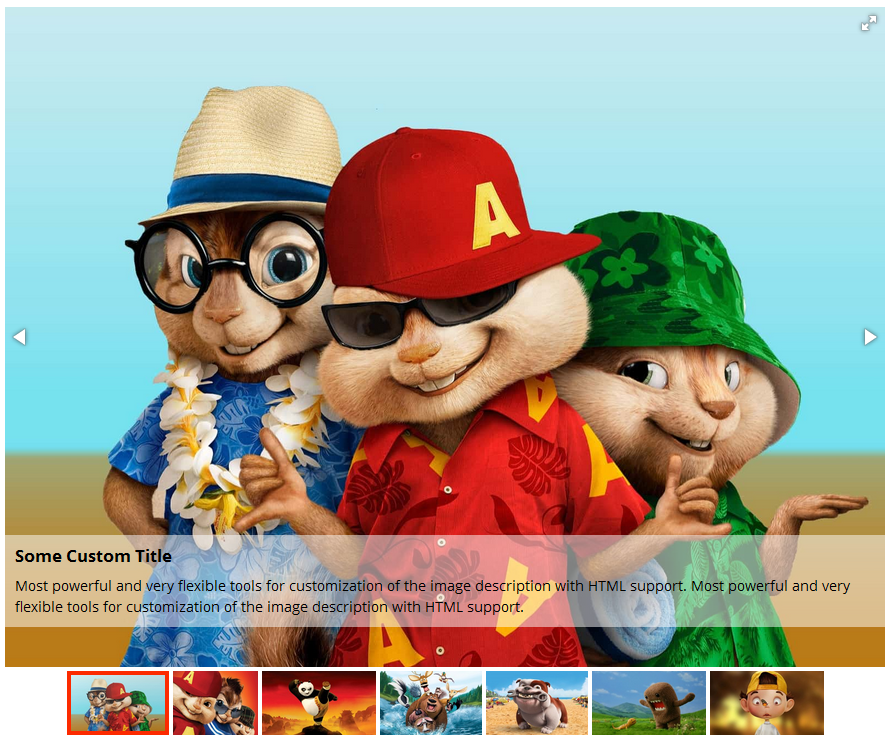 A
Some Custom Title
Most powerful and very flexible tools for customization of the image description with HTML support. Most powerful and very
flexible tools for customization of the image description with HTML support.
A
A